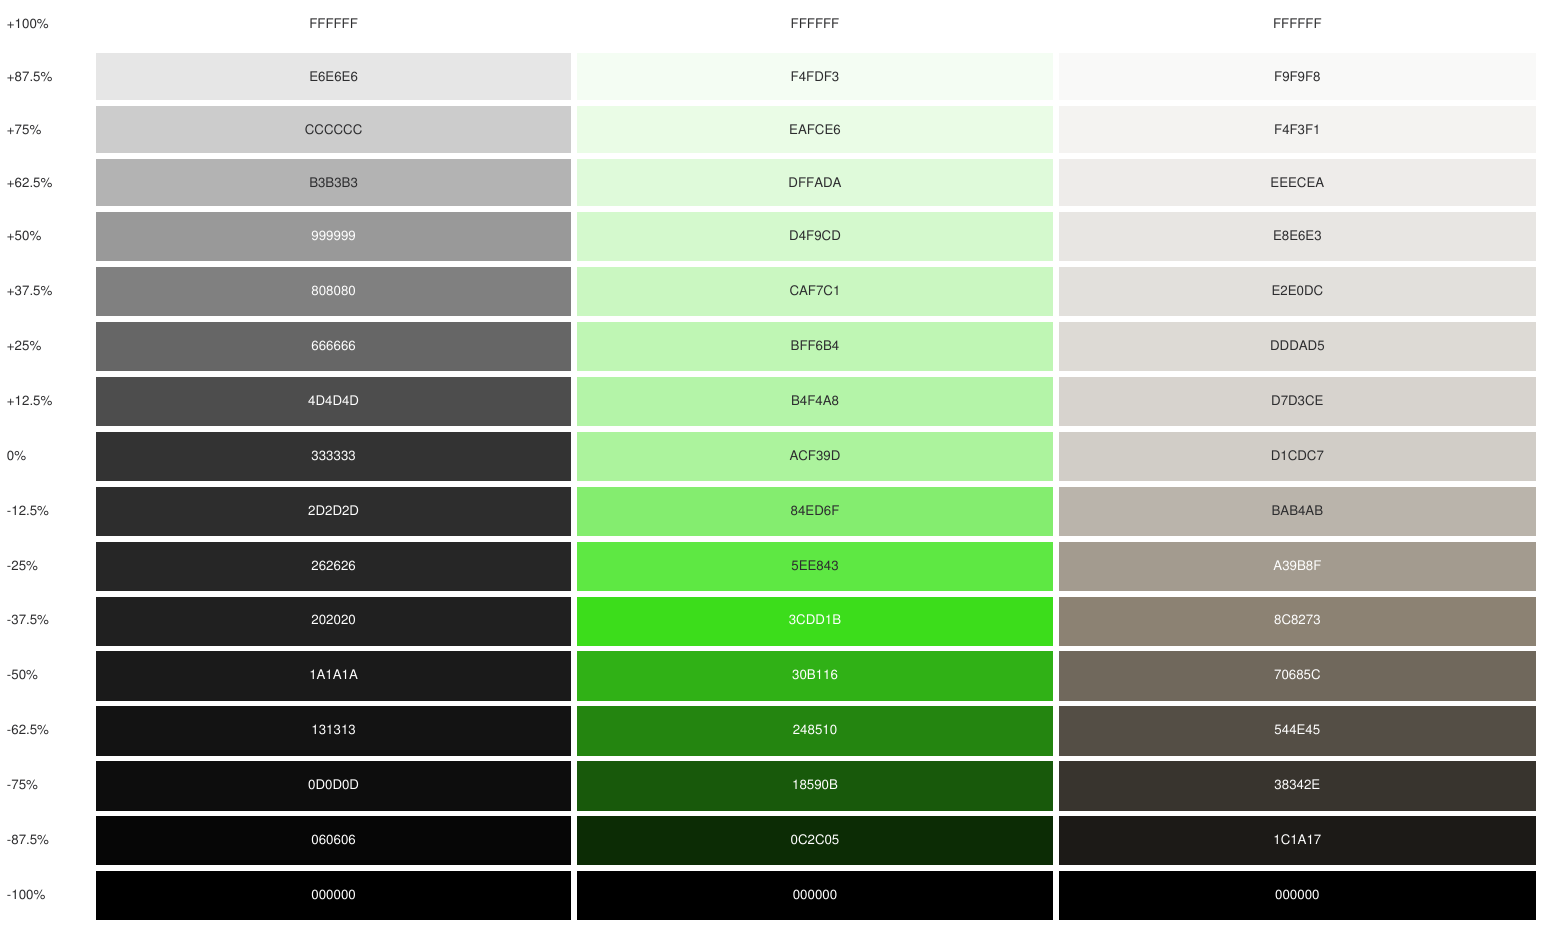 +100% FFFFFF FFFFFF FFFFFF
+87.5% E6E6E6 F4FDF3 F9F9F8
+75% CCCCCC EAFCE6 F4F3F1
+62.5% B3B3B3 DFFADA EEECEA
+50% 999999 D4F9CD E8E6E3
+37.5% 808080 CAF7C1 E2E0DC
+25% 666666 BFF6B4 DDDAD5
+12.5% 4D4D4D B4F4A8 D7D3CE
0% 333333 ACF39D D1CDC7
-12.5% 2D2D2D 84ED6F BAB4AB
-25% 262626 5EE843 A39B8F
-37.5% 202020 3CDD1B 8C8273
-50% 1A1A1A 30B116 70685C
-62.5% 131313 248510 544E45
-75% 0D0D0D 18590B 38342E
-87.5% 060606 0C2C05 1C1A17
-100% 000000 000000 000000